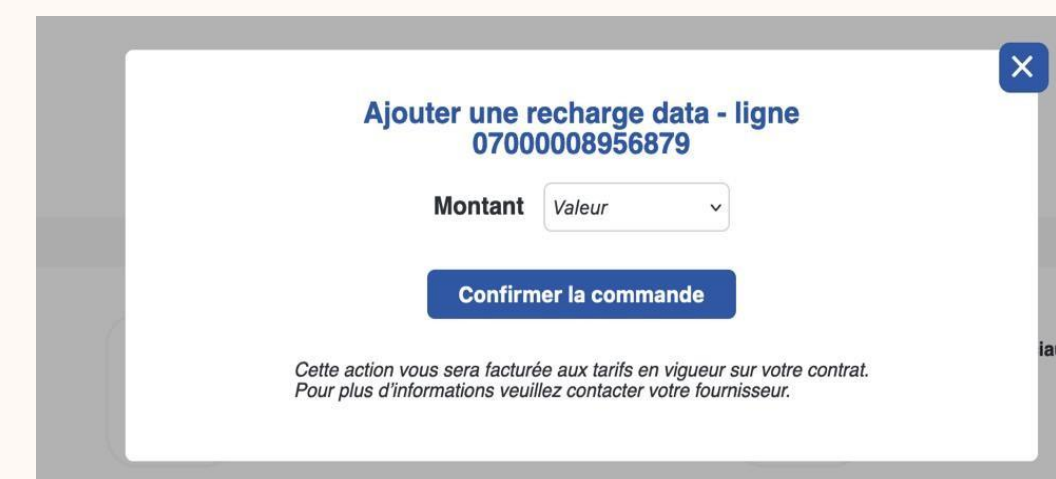 Ajouter une recharge data - ligne
07000008956879
Montant Valeur
Confirmer la commande
Cette action vous sera facturée aux tarifs en vigueur sur votre contrat.
Pour plus d'informations veuillez contacter votre fournisseur.